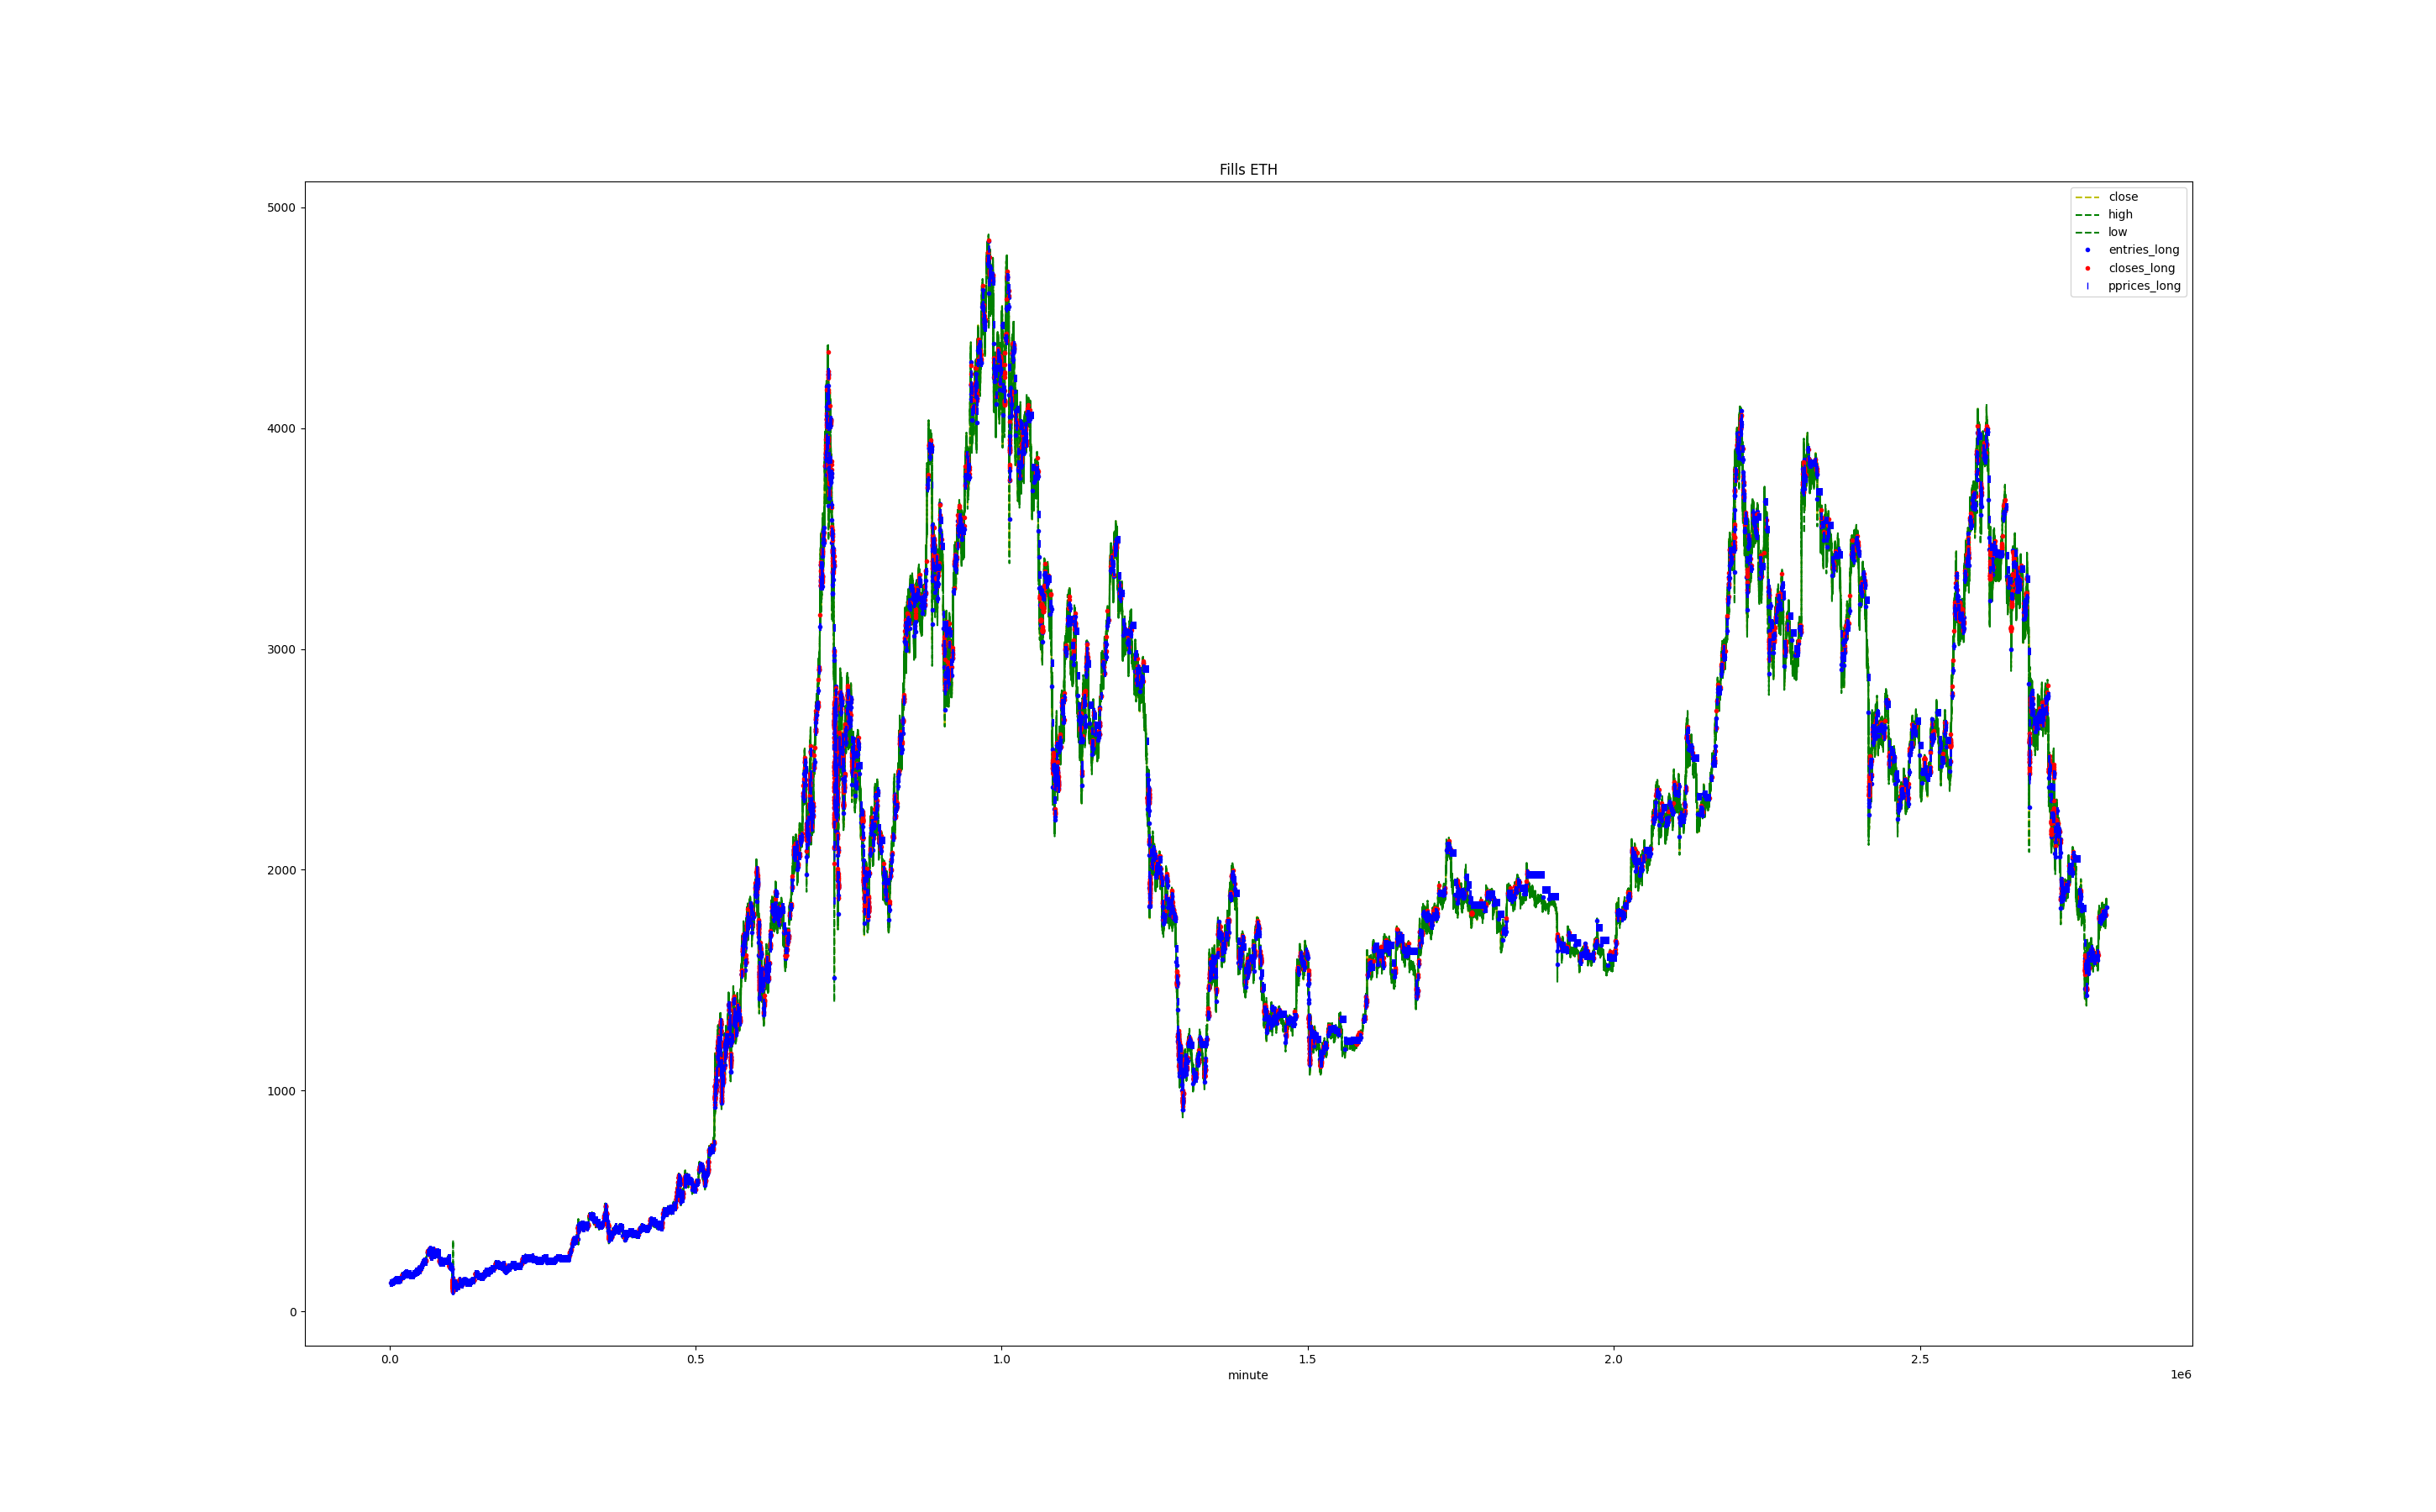 Fills ETH
5000
4000
3000
2000
1000
0
close
high
low
entries_long
closes_long
pprices_long
0.0 0.5 1.0 1.5 2.0 2.5
minute
1e6